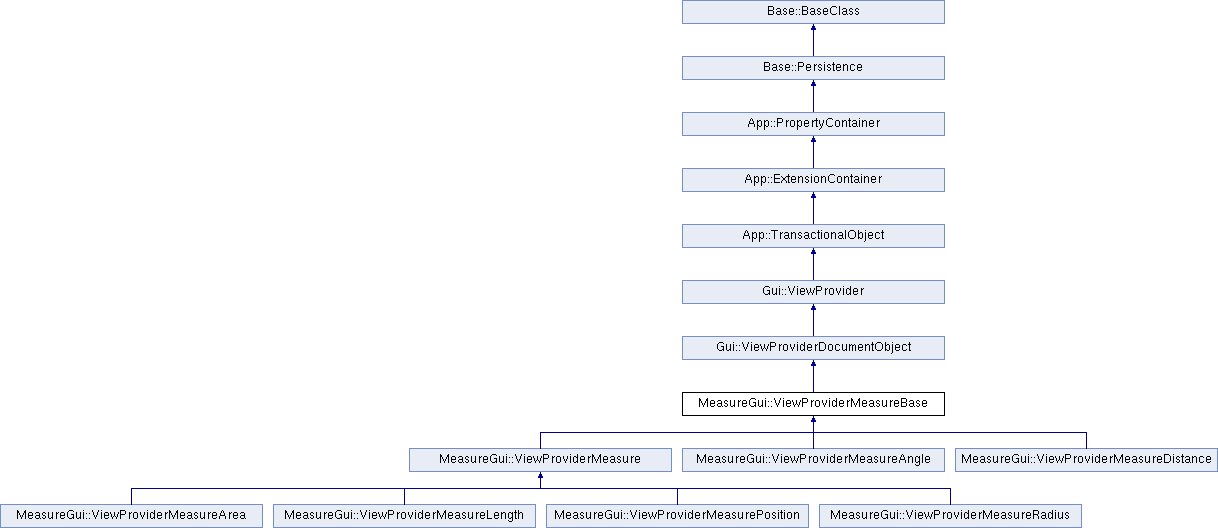 Base::BaseClass
Base::Persistence
App::PropertyContainer
App::ExtensionContainer
App::TransactionalObject
Gui::ViewProvider
Gui::ViewProviderDocumentObject
MeasureGui::ViewProviderMeasureBase
MeasureGui::ViewProviderMeasure
MeasureGui::ViewProviderMeasureAngle
MeasureGui::ViewProviderMeasureDistance
MeasureGui::ViewProviderMeasureArea
MeasureGui::ViewProviderMeasureLength
MeasureGui::ViewProviderMeasurePosition
MeasureGui::ViewProviderMeasureRadius